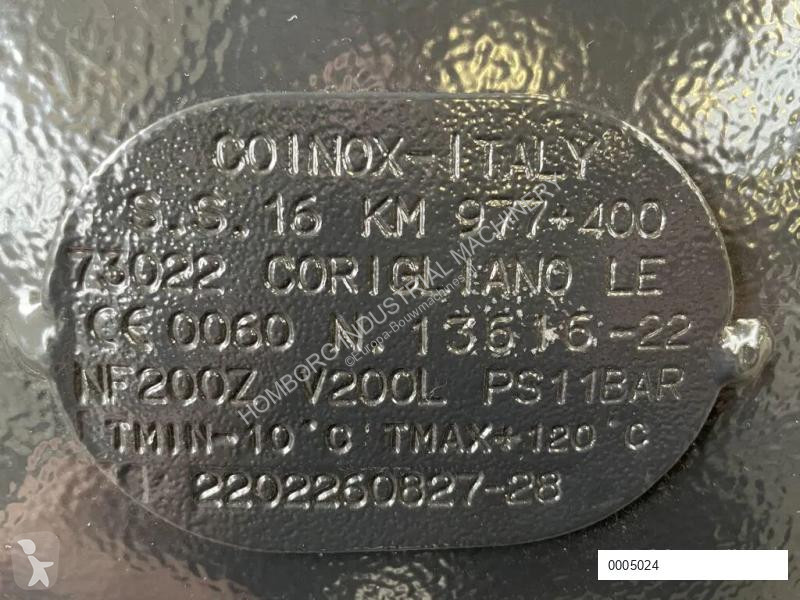 COINOX-ITALY
S.S. 16 KM 977+400
73022 CORIGLIANO LE
CE 0060 N. 13616-22
NF200Z V200L PS11BAR
TMIN-10°C TMAX+120°C
2202260827-28
HOMBORG INDUSTRIAL MACHINERY
©Europa-Bouwmachines
0005024